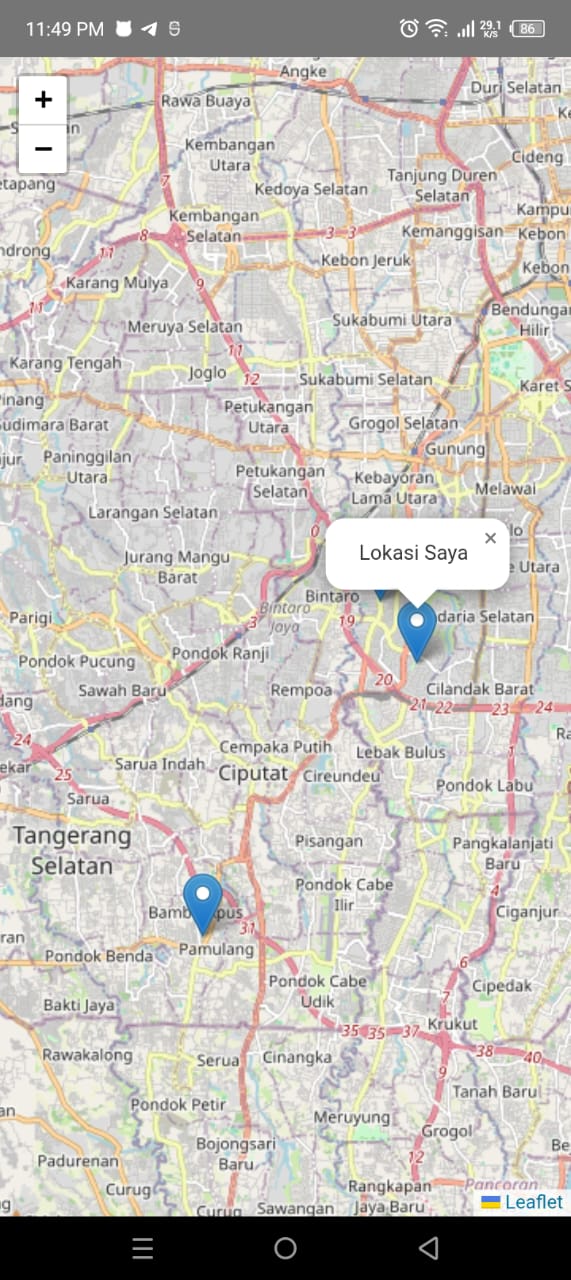 11:49 PM
29.1
K/S
86
Angke
Duri Selatan
Rawa Buaya
+
−
Kembangan
Utara
Cideng
Kedoya Selatan
Tanjung Duren
Selatan
7
Kembangan
Selatan
8
3
3
Kemanggisan
Kebon
11
Kebon Jeruk
Kebon
9
Karang Mulya
11
Meruya Selatan
Sukabumi Utara
Bendungan
Hilir
11
Karang Tengah
Joglo
12
Sukabumi Selatan
Karet S
Petukangan
Utara
Sudimara Barat
Grogol Selatan
Paninggilan
Utara
Gunung
Petukangan
Selatan
Kebayoran
Lama Utara
Melawai
Larangan Selatan
0
Lokasi Saya
×
Jurang Mangu
Barat
e Utara
Bintaro
Bintaro
Jaya
Parigi
3
19
daria Selatan
Pondok Pucung
Pondok Ranji
20
Sawah Baru
Rempoa
Cilandak Barat
21
22
23
24
24
Cempaka Putih
Lebak Bulus
1
25
Sarua Indah
Ciputat
Cireundeu
Pondok Labu
Sarua
Tangerang
Selatan
Pisangan
Pangkalanjati
Baru
Pondok Cabe
Ilir
4
Bamb
pus
31
Ciganjur
Pamulang
Pondok Benda
6
Pondok Cabe
Udik
7
Cipedak
Bakti Jaya
35
35
37
Krukut
38
40
Rawakalong
Serua
Cinangka
9
Tanah Baru
Pondok Petir
Meruyung
Grogol
Bojongsari
Baru
12
Padurenan
Curug
Rangkapan
Jaya Baru
Pancoran
Curug
Sawangan
Leaflet